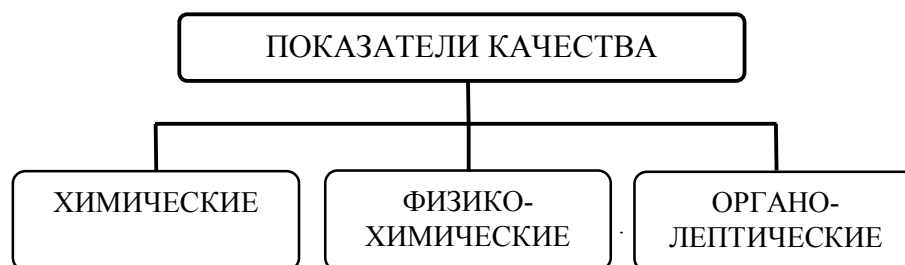 ПОКАЗАТЕЛИ КАЧЕСТВА
ХИМИЧЕСКИЕ
ФИЗИКО-
ХИМИЧЕСКИЕ
ОРГАНО-
ЛЕПТИЧЕСКИЕ